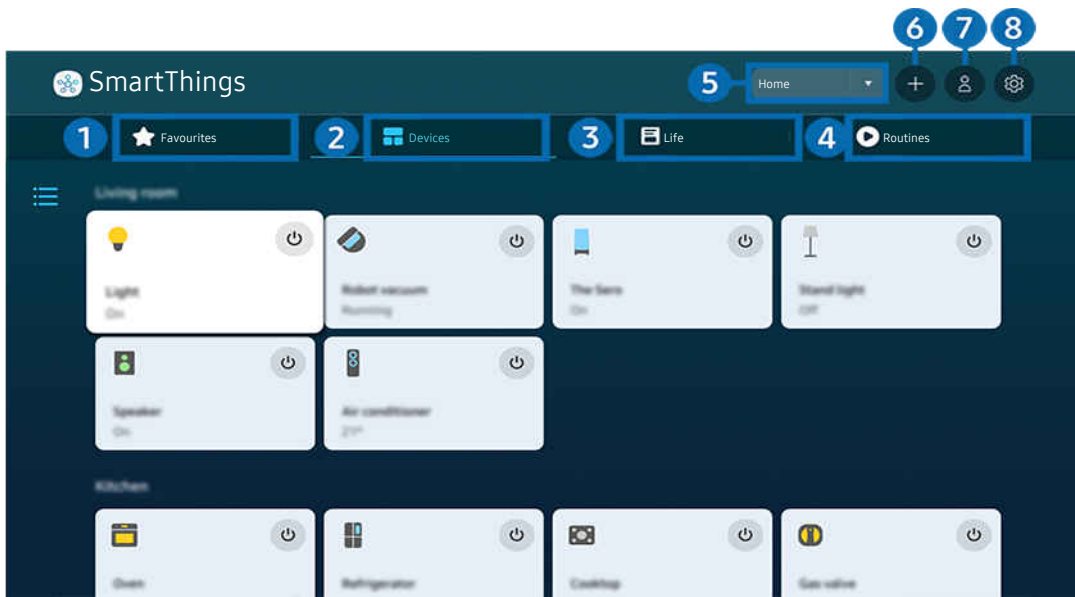 6 7 8
SmartThings
5 Home
1 Favourites 2 Devices 3 Life 4 Routines
Living room
Light Robot vacuum The Sero Stand light
On Running On Off
Speaker Air conditioner
On 21°
Kitchen
Oven Refrigerator Cooktop Gas valve